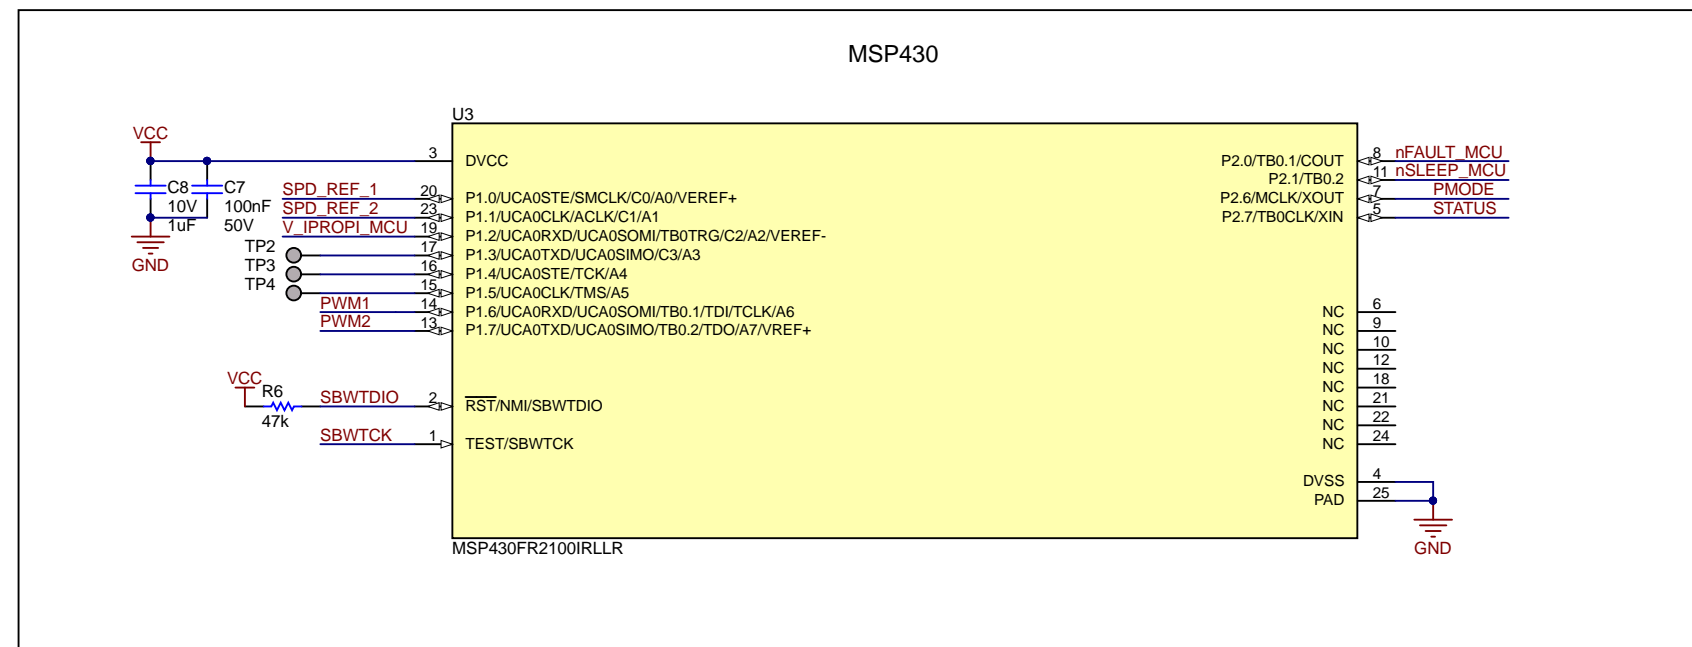 MSP430
U3
VCC
3 DVCC
C8 C7
10V 100nF
1uF 50V
GND
SPD_REF_1 20 P1.0/UCA0STE/SMCLK/C0/A0/VEREF+
SPD_REF_2 23 P1.1/UCA0CLK/ACLK/C1/A1
V_IPROPI_MCU 19 P1.2/UCA0RXD/UCA0SOMI/TB0TRG/C2/A2/VEREF-
TP2 17 P1.3/UCA0TXD/UCA0SIMO/C3/A3
TP3 16 P1.4/UCA0STE/TCK/A4
TP4 15 P1.5/UCA0CLK/TMS/A5
PWM1 14 P1.6/UCA0RXD/UCA0SOMI/TB0.1/TDI/TCLK/A6
PWM2 13 P1.7/UCA0TXD/UCA0SIMO/TB0.2/TDO/A7/VREF+
VCC
R6
47k
SBWTDIO 2 RST/NMI/SBWTDIO
SBWTCK 1 TEST/SBWTCK
P2.0/TB0.1/COUT 8 nFAULT_MCU
P2.1/TB0.2 11 nSLEEP_MCU
P2.6/MCLK/XOUT 7 PMODE
P2.7/TB0CLK/XIN 5 STATUS
NC 6
NC 9
NC 10
NC 12
NC 18
NC 21
NC 22
NC 24
DVSS 4
PAD 25
GND
MSP430FR2100IRLLR